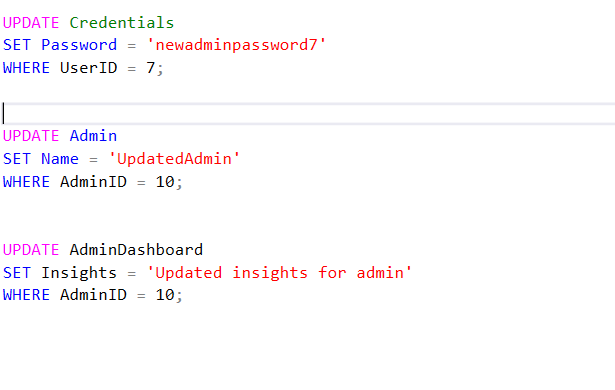 UPDATE Credentials
SET Password = 'newadminpassword7'
WHERE UserID = 7;
UPDATE Admin
SET Name = 'UpdatedAdmin'
WHERE AdminID = 10;
UPDATE AdminDashboard
SET Insights = 'Updated insights for admin'
WHERE AdminID = 10;